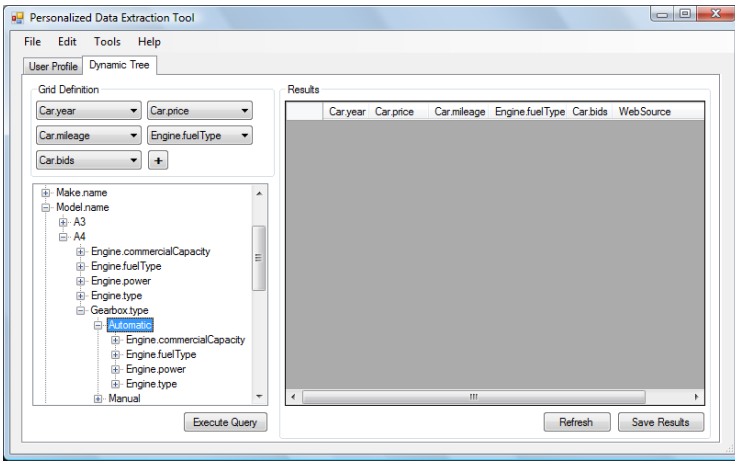 Personalized Data Extraction Tool
File Edit Tools Help
User Profile Dynamic Tree
Grid Definition
Car.year Car.price
Car.mileage Engine.fuelType
Car.bids +
Make.name
Model.name
A3
A4
Engine.commercialCapacity
Engine.fuelType
Engine.power
Engine.type
Gearbox.type
Automatic
Engine.commercialCapacity
Engine.fuelType
Engine.power
Engine.type
Manual
Execute Query
Results
Car.year Car.price Car.mileage Engine.fuelType Car.bids WebSource
Refresh Save Results